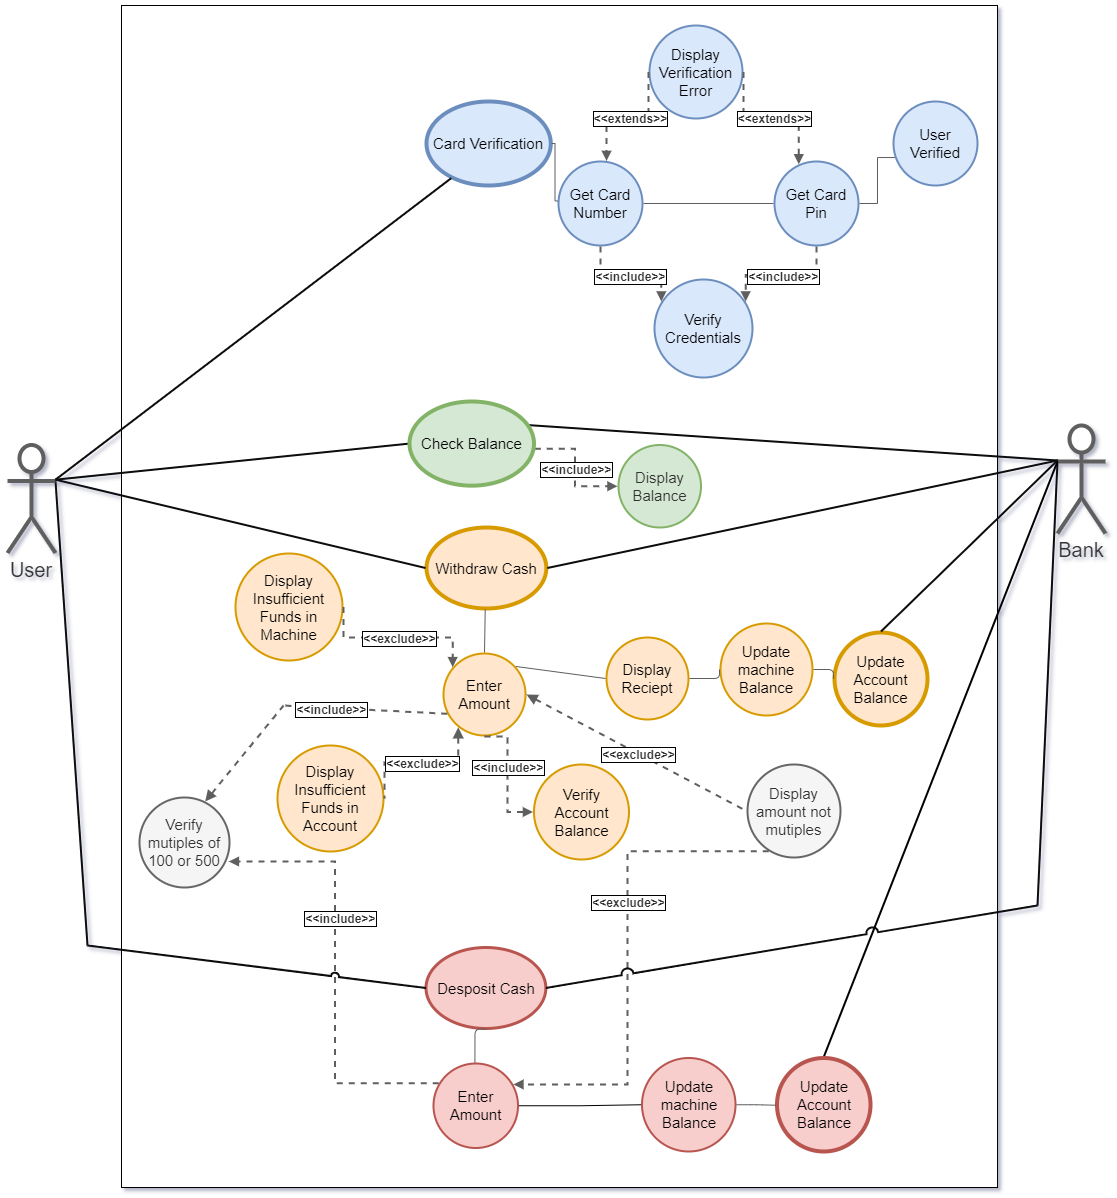 Display
Verification
Error
<<extends>>
<<extends>>
Card Verification
User
Verified
Get Card
Number
Get Card
Pin
<<include>>
<<include>>
Verify
Credentials
Check Balance
<<include>>
Display
Balance
User
Bank
Withdraw Cash
Display
Insufficient
Funds in
Machine
<<exclude>>
Enter
Amount
Display
Reciept
Update
machine
Balance
Update
Account
Balance
<<include>>
<<exclude>>
<<include>>
<<exclude>>
Display
Insufficient
Funds in
Account
Verify
Account
Balance
Display
amount not
mutiples
Verify
mutiples of
100 or 500
<<include>>
<<exclude>>
Desposit Cash
Enter
Amount
Update
machine
Balance
Update
Account
Balance